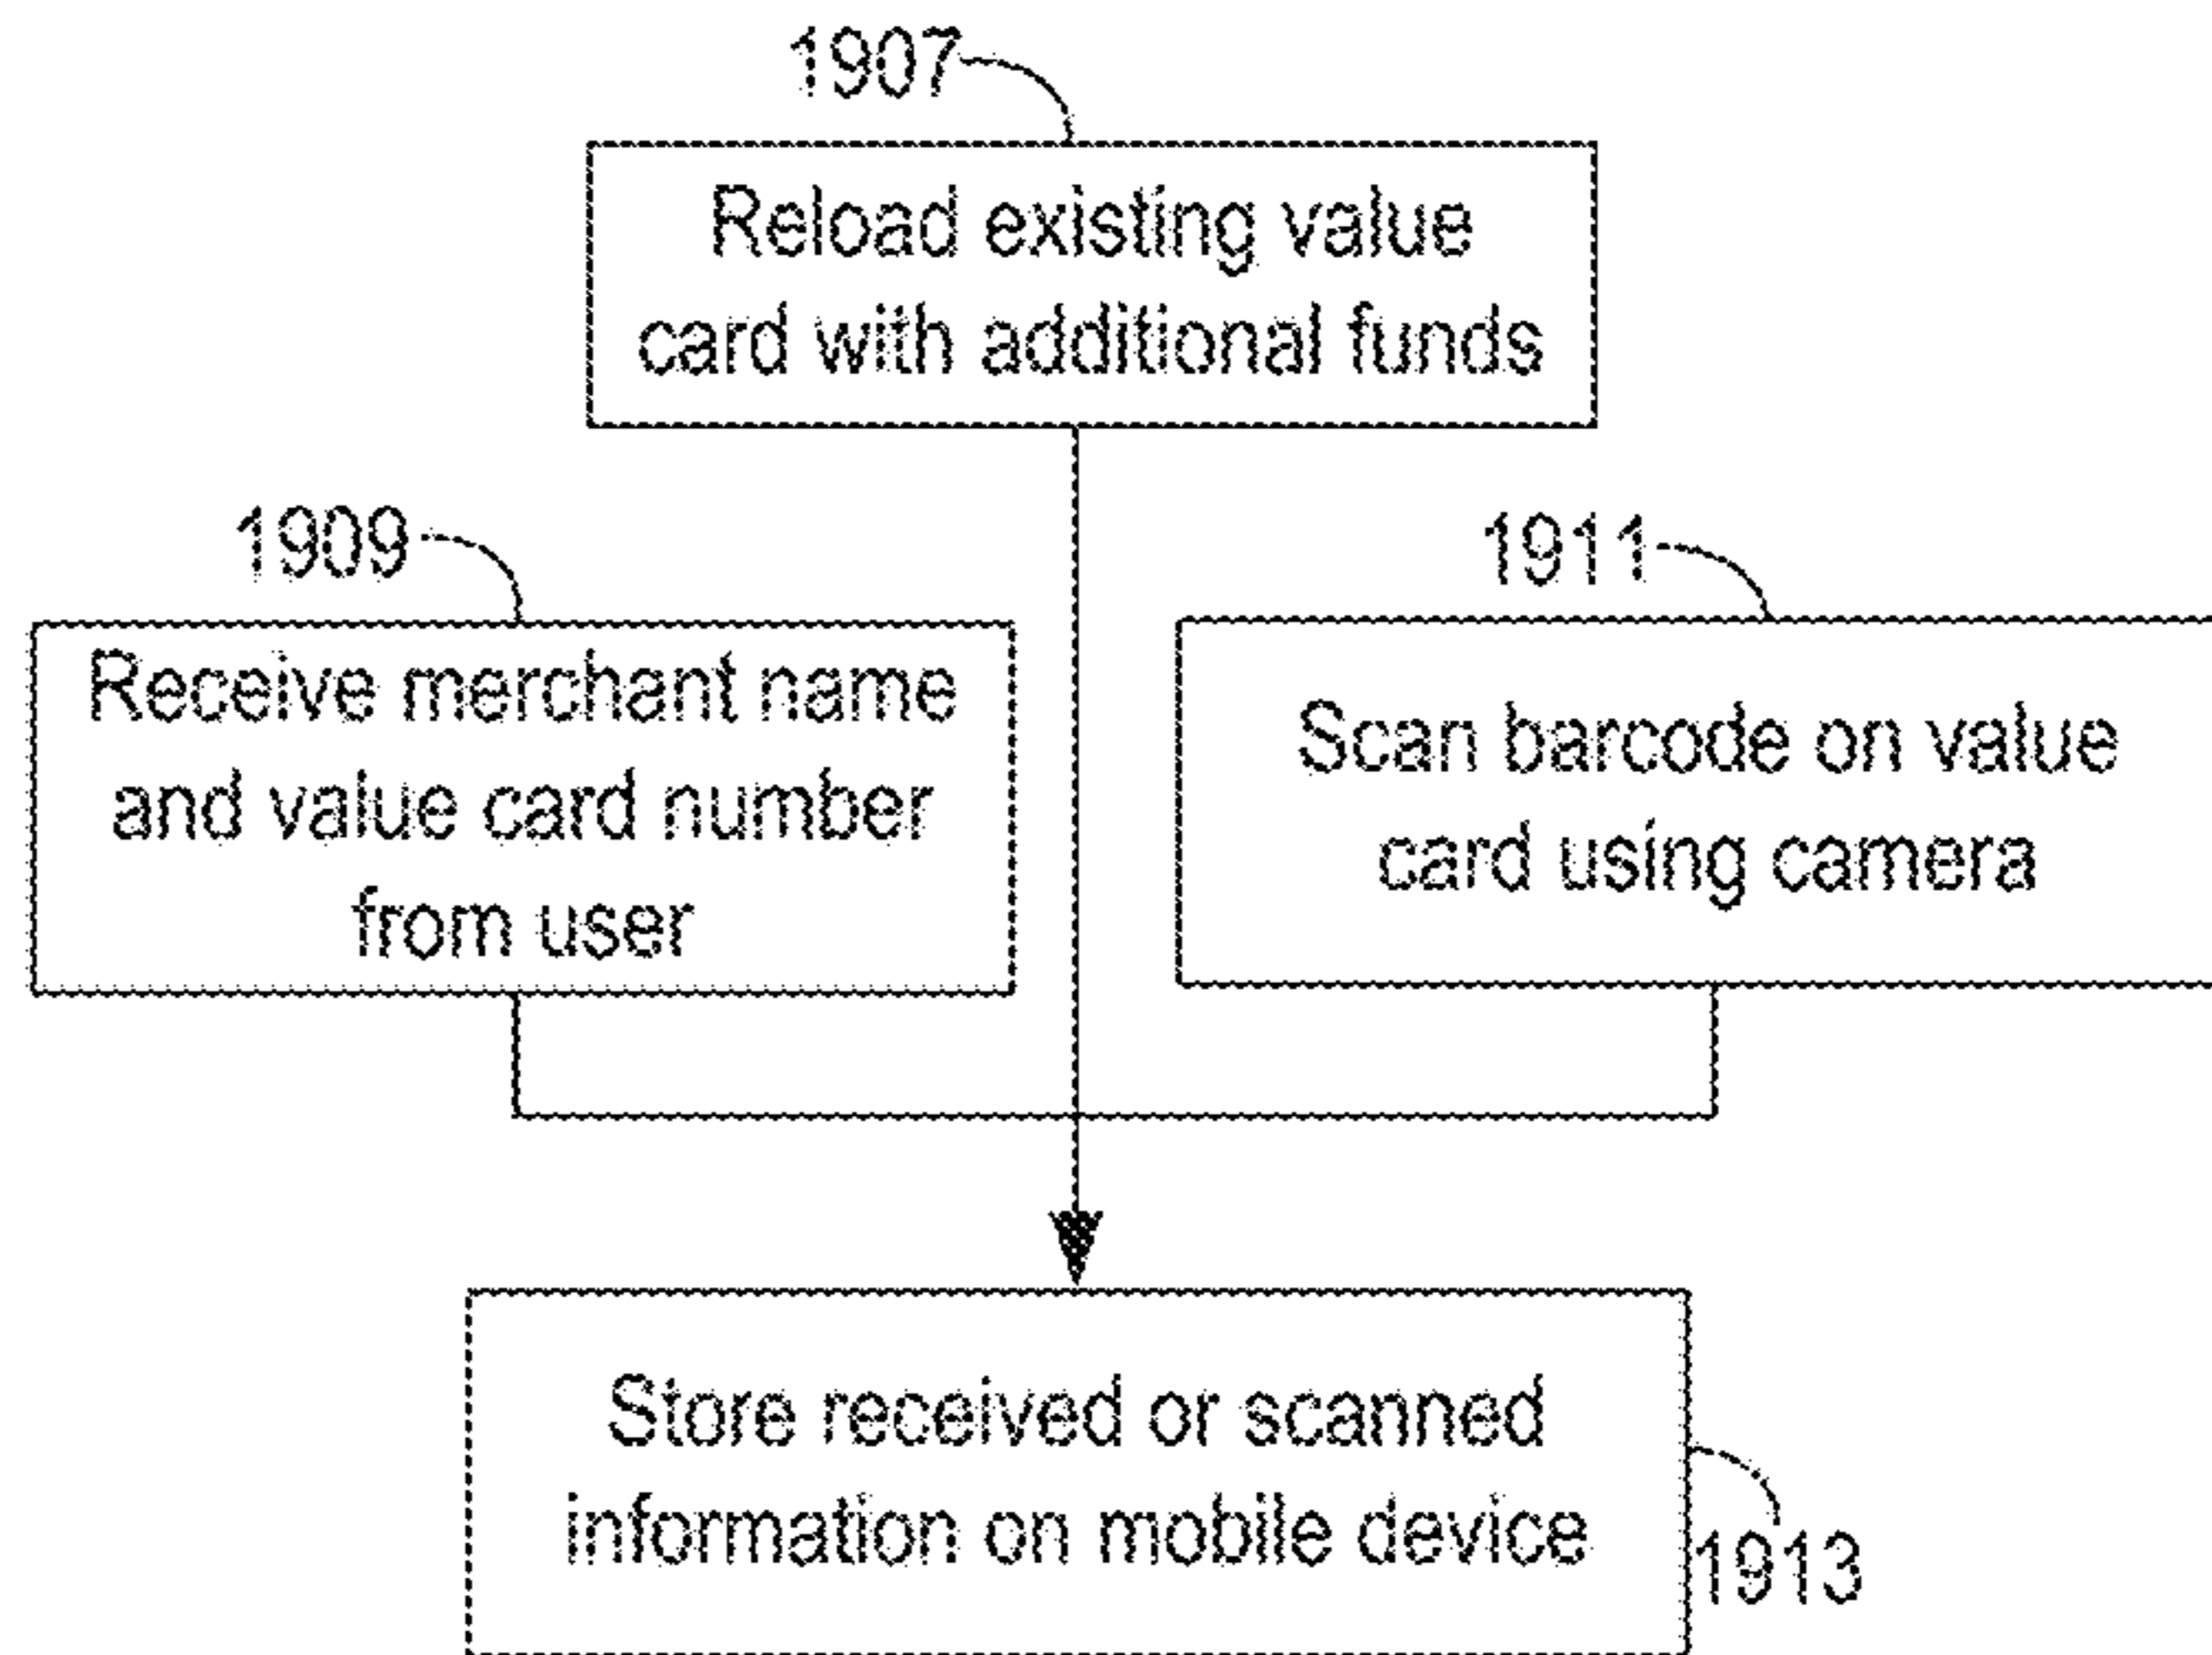 1907
Reload existing value
card with additional funds
1909
Receive merchant name
and value card number
from user
1911
Scan barcode on value
card using camera
Store received or scanned
information on mobile device
1913